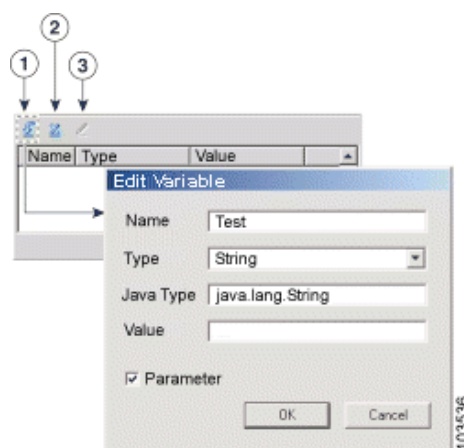 2
1
3
Name Type Value
Edit Variable
Name Test
Type String
Java Type java.lang.String
Value
Parameter
OK Cancel
103536